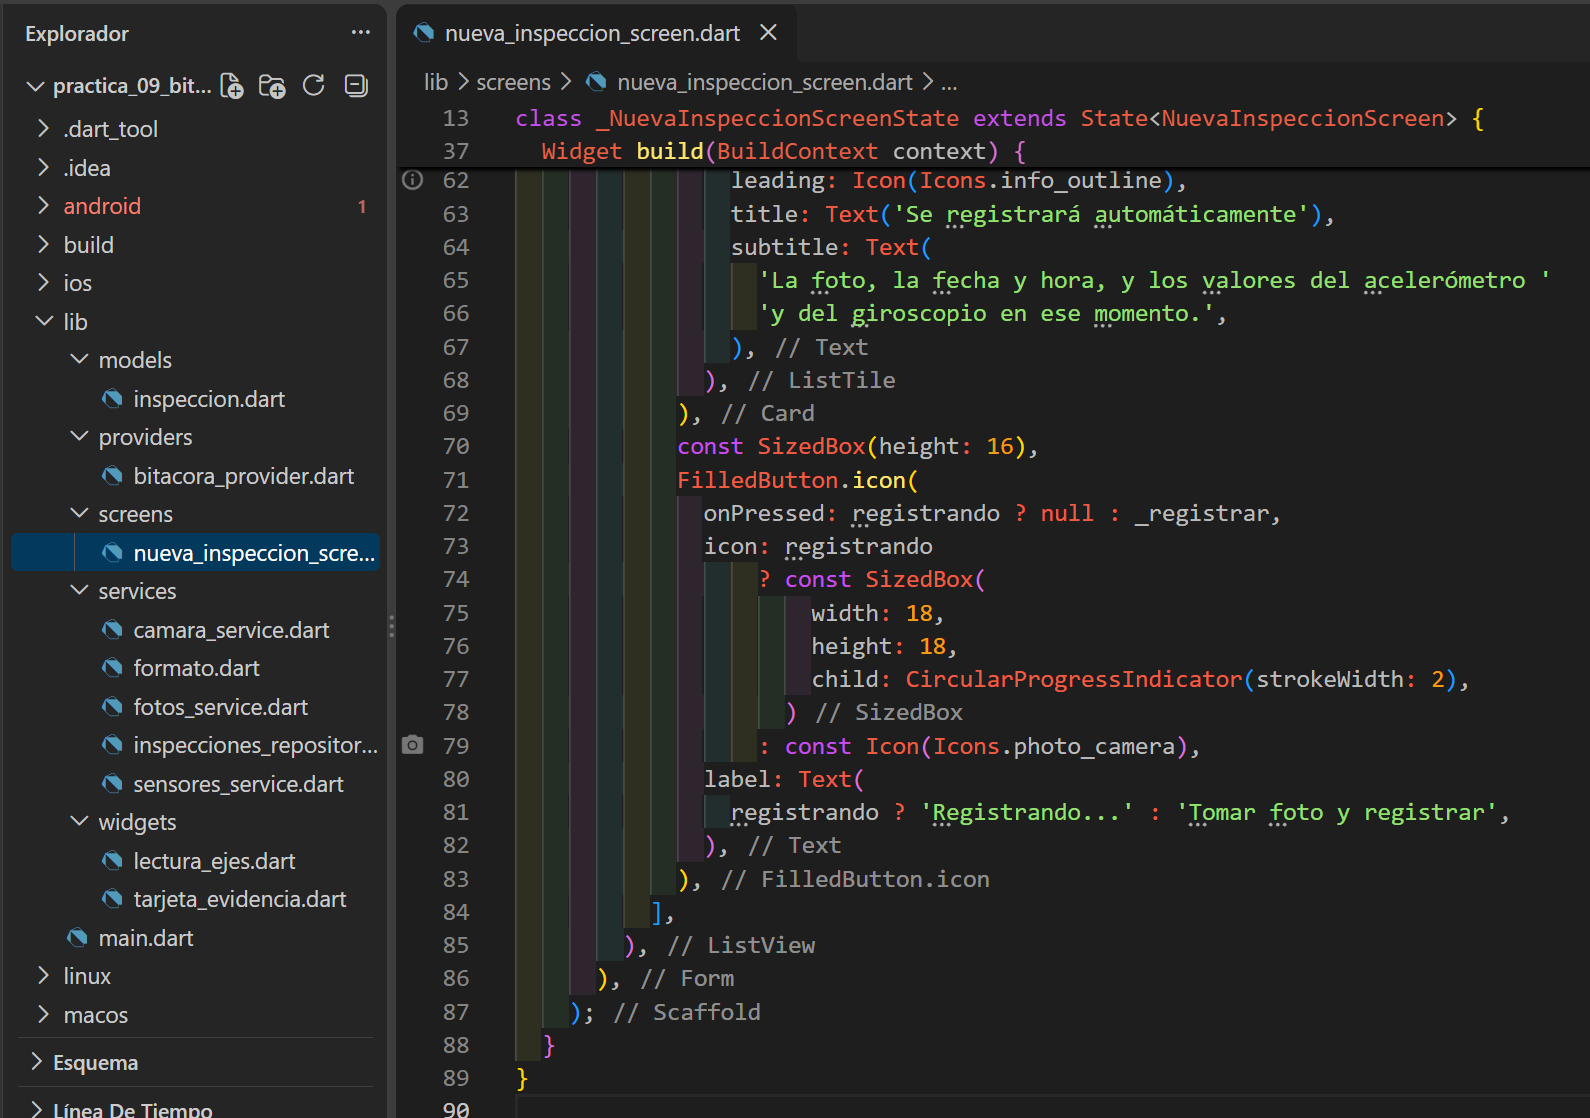 Explorador
practica_09_bit...
.dart_tool
.idea
android 1
build
ios
lib
models
inspeccion.dart
providers
bitacora_provider.dart
screens
nueva_inspeccion_scre...
services
camara_service.dart
formato.dart
fotos_service.dart
inspecciones_repositor...
sensores_service.dart
widgets
lectura_ejes.dart
tarjeta_evidencia.dart
main.dart
linux
macos
Esquema
Línea De Tiempo
nueva_inspeccion_screen.dart
lib > screens > nueva_inspeccion_screen.dart > ...
13 class _NuevaInspeccionScreenState extends State<NuevaInspeccionScreen> {
37 Widget build(BuildContext context) {
62 leading: Icon(Icons.info_outline),
63 title: Text('Se registrará automáticamente'),
64 subtitle: Text(
65 'La foto, la fecha y hora, y los valores del acelerómetro '
66 'y del giroscopio en ese momento.',
67 ), // Text
68 ), // ListTile
69 ), // Card
70 const SizedBox(height: 16),
71 FilledButton.icon(
72 onPressed: registrando ? null : _registrar,
73 icon: registrando
74 ? const SizedBox(
75 width: 18,
76 height: 18,
77 child: CircularProgressIndicator(strokeWidth: 2),
78 ) // SizedBox
79 : const Icon(Icons.photo_camera),
80 label: Text(
81 registrando ? 'Registrando...' : 'Tomar foto y registrar',
82 ), // Text
83 ), // FilledButton.icon
84 ],
85 ), // ListView
86 ), // Form
87 ); // Scaffold
88 }
89 }
90